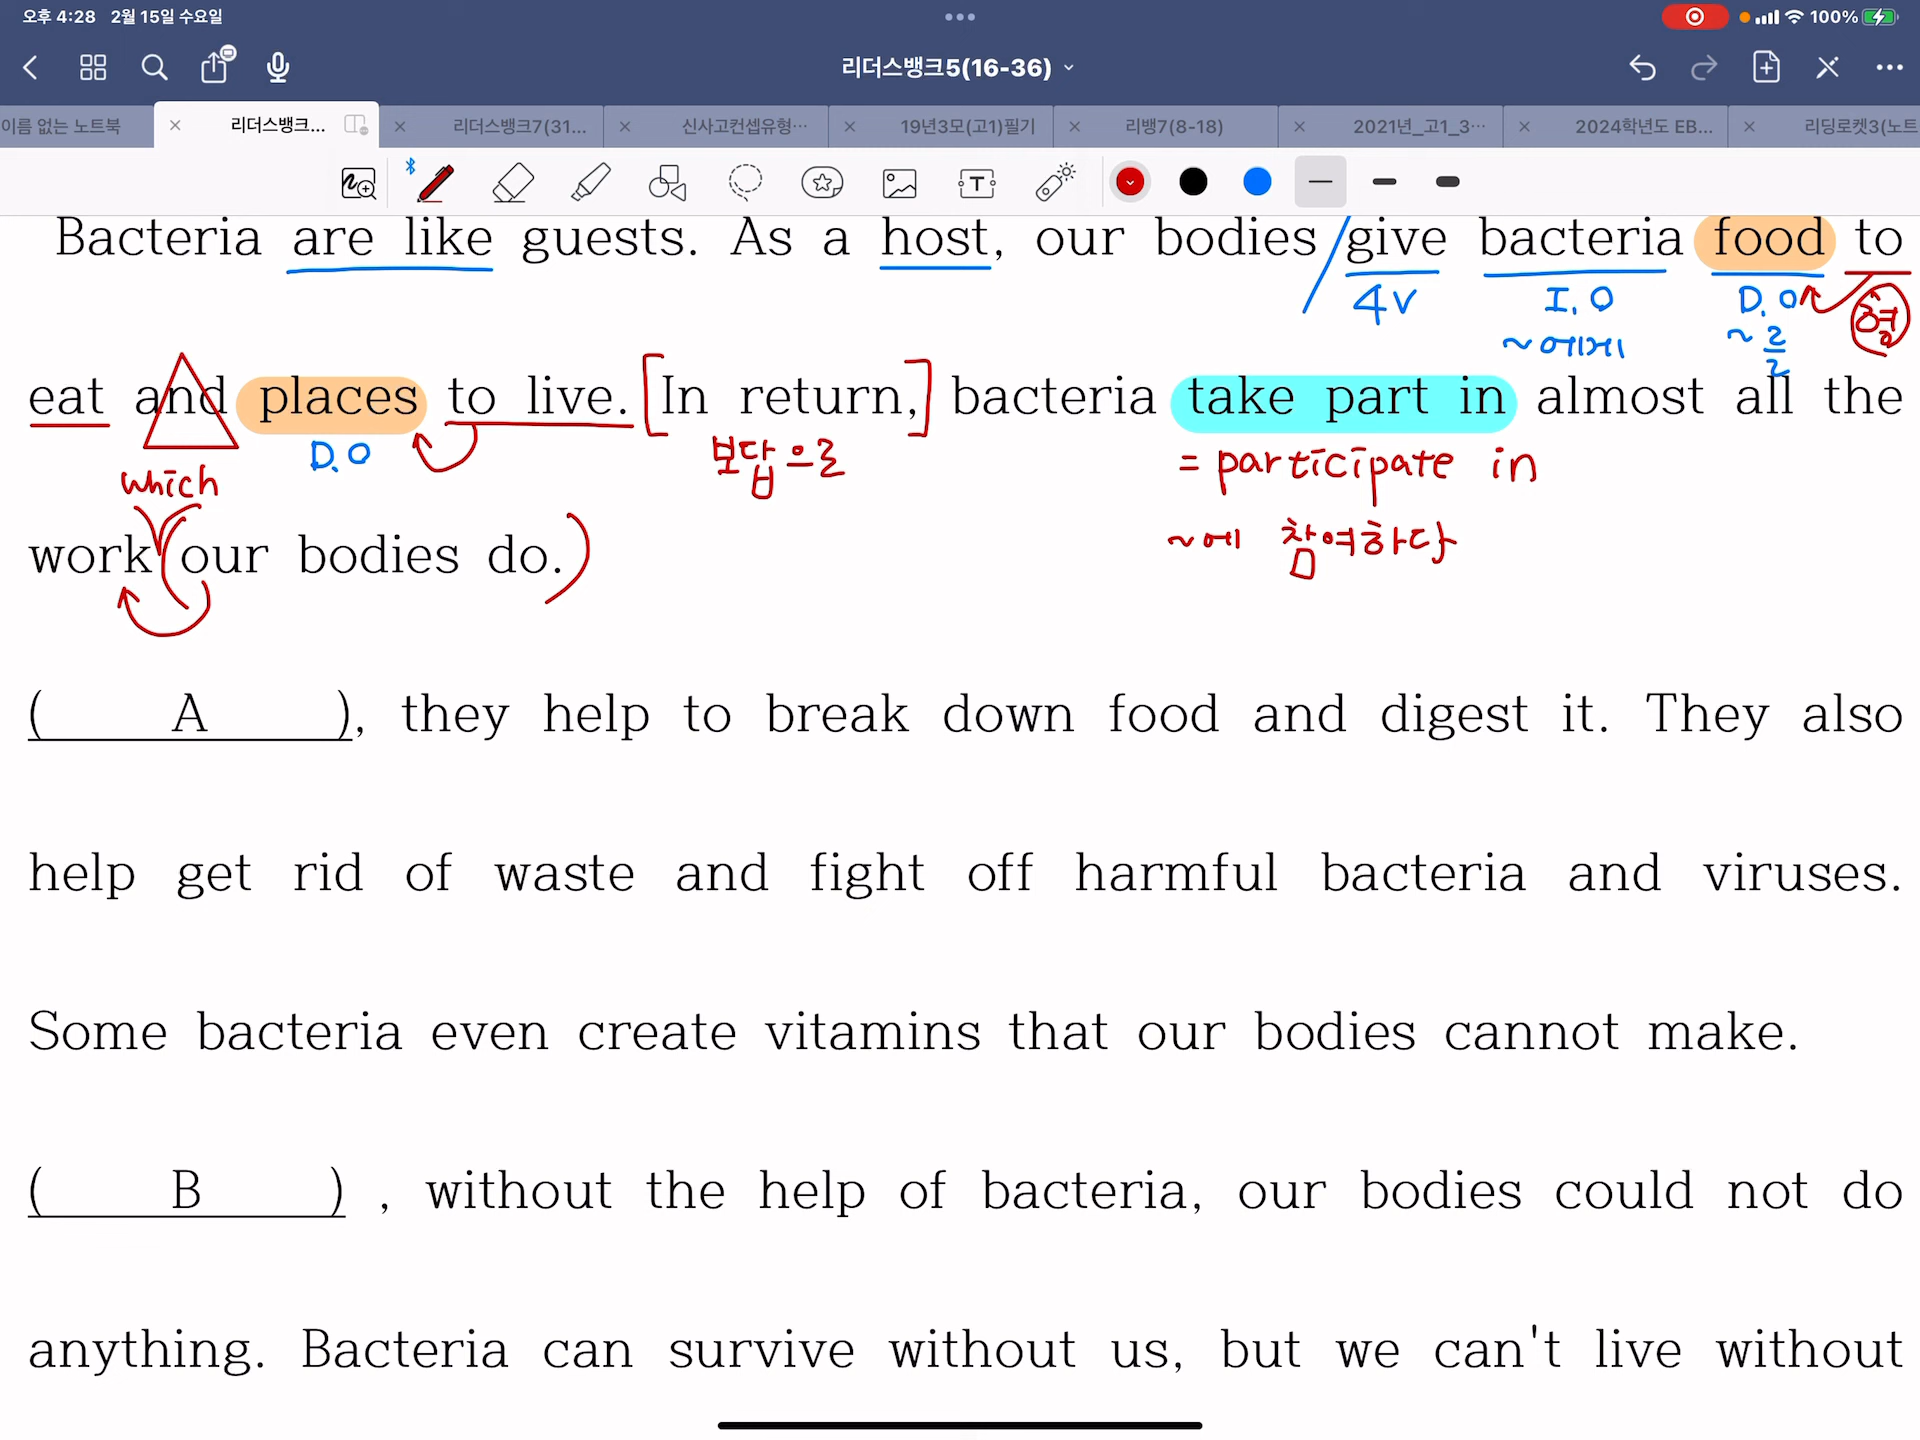 오후 4:28 2월 15일 수요일 100%
리더스뱅크5(16-36)
이름 없는 노트북 리더스뱅크... 리더스뱅크7(31... 신사고컨셉유형... 19년3모(고1)필기 리뱅7(8-18) 2021년_고1_3... 2024학년도 EB... 리딩로켓3(노트
Bacteria are like guests. As a host, our bodies / give bacteria food to
4V I.O D.O 형
~에게 ~를
eat and places to live. [In return,] bacteria take part in almost all the
D.O 보답으로 = participate in
which
~에 참여하다
work (our bodies do.)
( A ), they help to break down food and digest it. They also
help get rid of waste and fight off harmful bacteria and viruses.
Some bacteria even create vitamins that our bodies cannot make.
( B ) , without the help of bacteria, our bodies could not do
anything. Bacteria can survive without us, but we can't live without